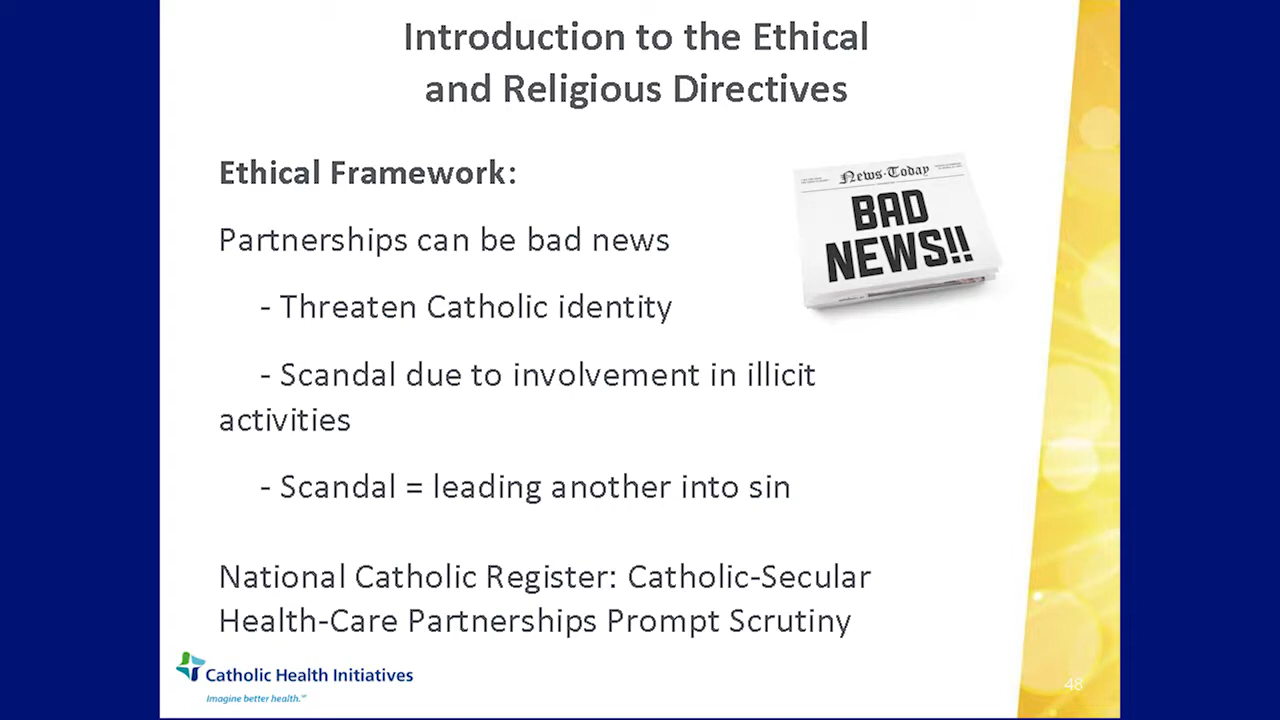 Introduction to the Ethical
and Religious Directives
Ethical Framework:
Partnerships can be bad news
- Threaten Catholic identity
- Scandal due to involvement in illicit
activities
- Scandal = leading another into sin
National Catholic Register: Catholic-Secular
Health-Care Partnerships Prompt Scrutiny
News-Today
BAD
NEWS!!
Catholic Health Initiatives
Imagine better health.℠
48